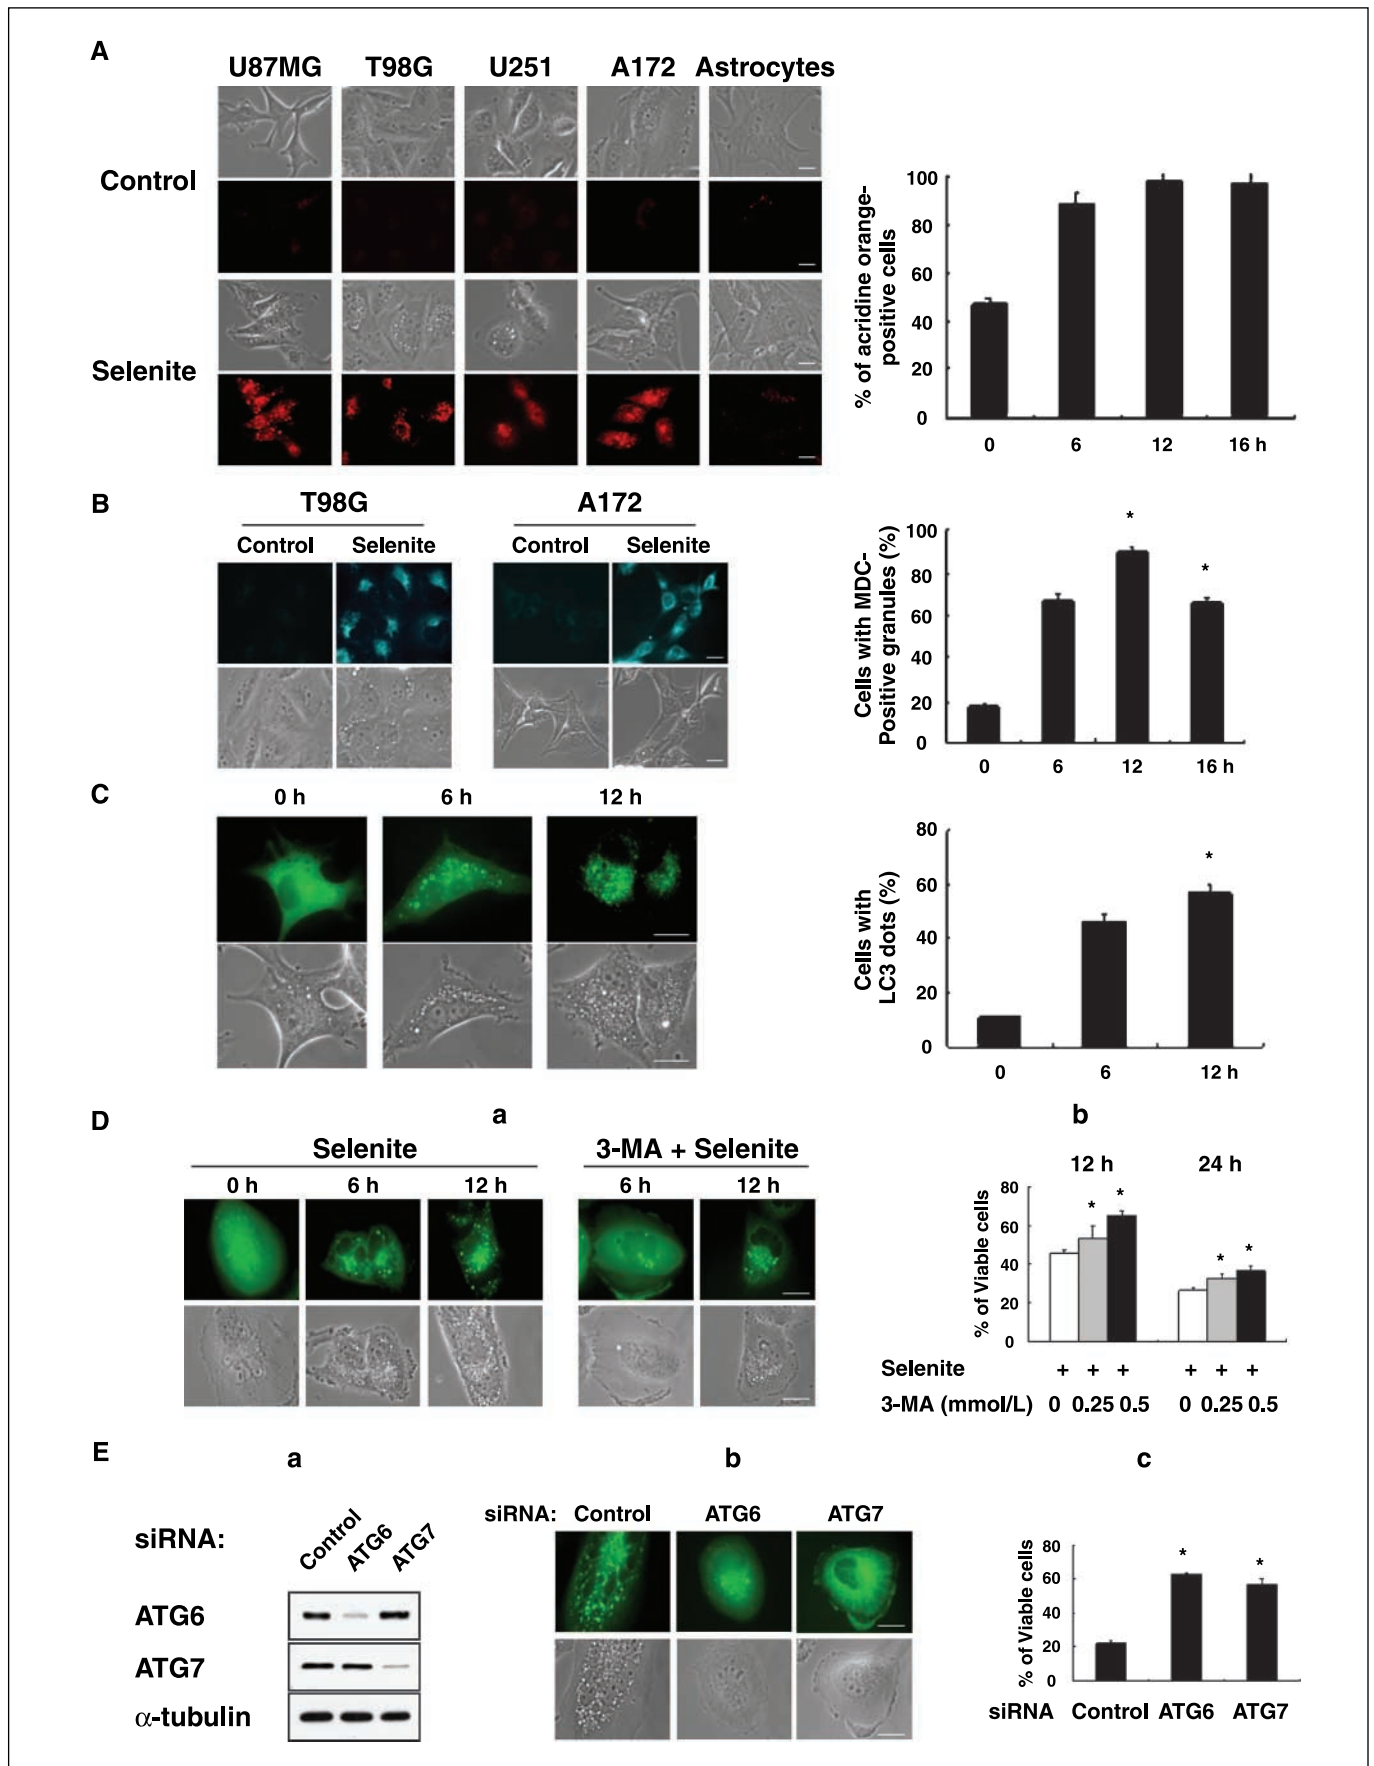 A
U87MG T98G U251 A172 Astrocytes
Control
Selenite
% of acridine orange-
positive cells
100
80
60
40
20
0
0 6 12 16 h
B
T98G A172
Control Selenite Control Selenite
Cells with MDC-
Positive granules (%)
100
80
60
40
20
0
* *
0 6 12 16 h
C
0 h 6 h 12 h
Cells with
LC3 dots (%)
80
60
40
20
0
*
0 6 12 h
D
a b
Selenite 3-MA + Selenite
0 h 6 h 12 h 6 h 12 h
12 h 24 h
% of Viable cells
80
60
40
20
0
* * * *
Selenite + + + + + +
3-MA (mmol/L) 0 0.25 0.5 0 0.25 0.5
E
a b c
siRNA: Control ATG6 ATG7
ATG6
ATG7
α-tubulin
siRNA: Control ATG6 ATG7
% of Viable cells
80
60
40
20
0
* *
siRNA Control ATG6 ATG7